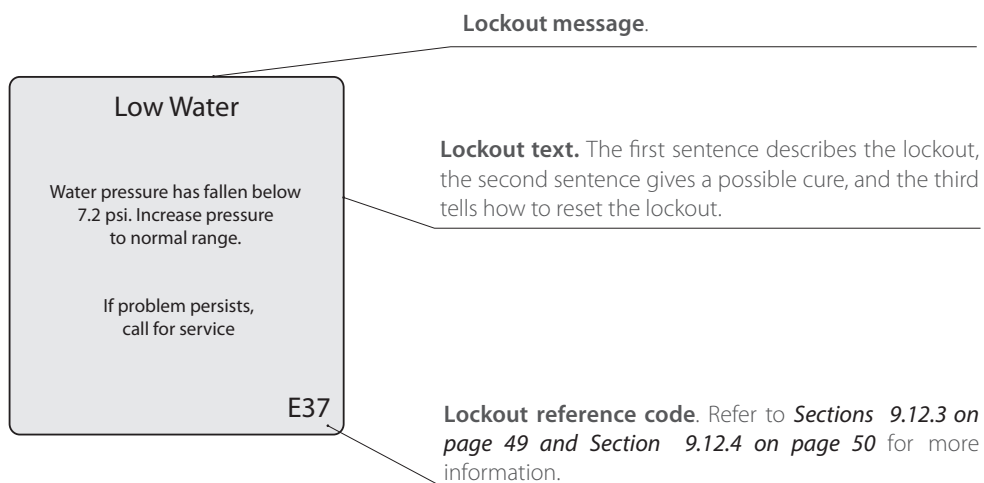 Lockout message.
Low Water
Water pressure has fallen below
7.2 psi. Increase pressure
to normal range.
If problem persists,
call for service
E37
Lockout text. The first sentence describes the lockout,
the second sentence gives a possible cure, and the third
tells how to reset the lockout.
Lockout reference code. Refer to Sections 9.12.3 on
page 49 and Section 9.12.4 on page 50 for more
information.